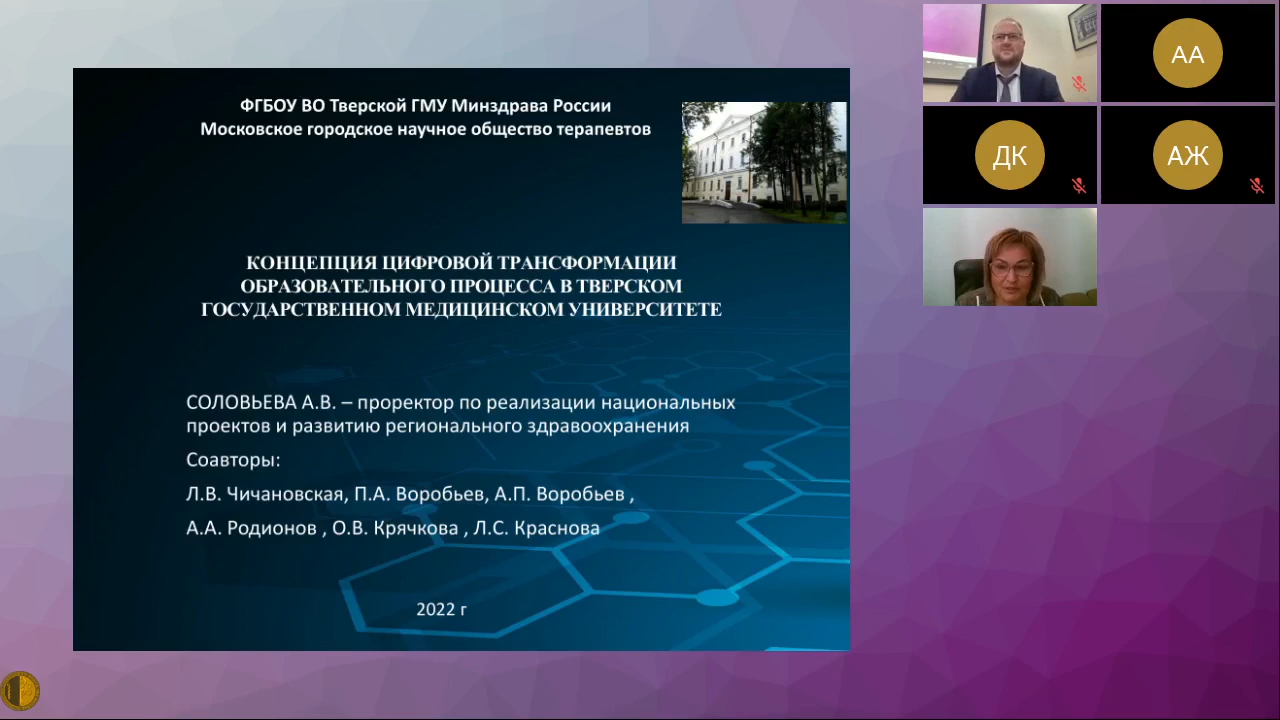 ФГБОУ ВО Тверской ГМУ Минздрава России
Московское городское научное общество терапевтов
КОНЦЕПЦИЯ ЦИФРОВОЙ ТРАНСФОРМАЦИИ
ОБРАЗОВАТЕЛЬНОГО ПРОЦЕССА В ТВЕРСКОМ
ГОСУДАРСТВЕННОМ МЕДИЦИНСКОМ УНИВЕРСИТЕТЕ
СОЛОВЬЕВА А.В. – проректор по реализации национальных
проектов и развитию регионального здравоохранения
Соавторы:
Л.В. Чичановская, П.А. Воробьев, А.П. Воробьев ,
А.А. Родионов , О.В. Крячкова , Л.С. Краснова
2022 г
АА
ДК
АЖ